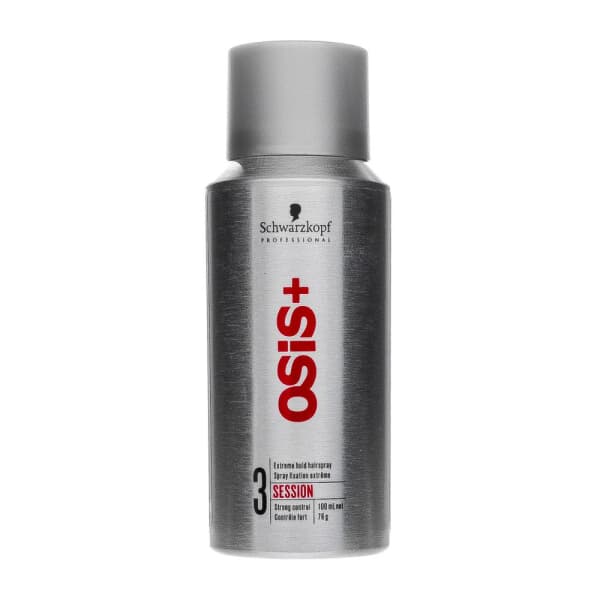 Schwarzkopf
PROFESSIONAL
OSiS+
3
Extreme hold hairspray
Spray fixation extrême
SESSION
Strong control
Contrôle fort
100 mL net
76 g